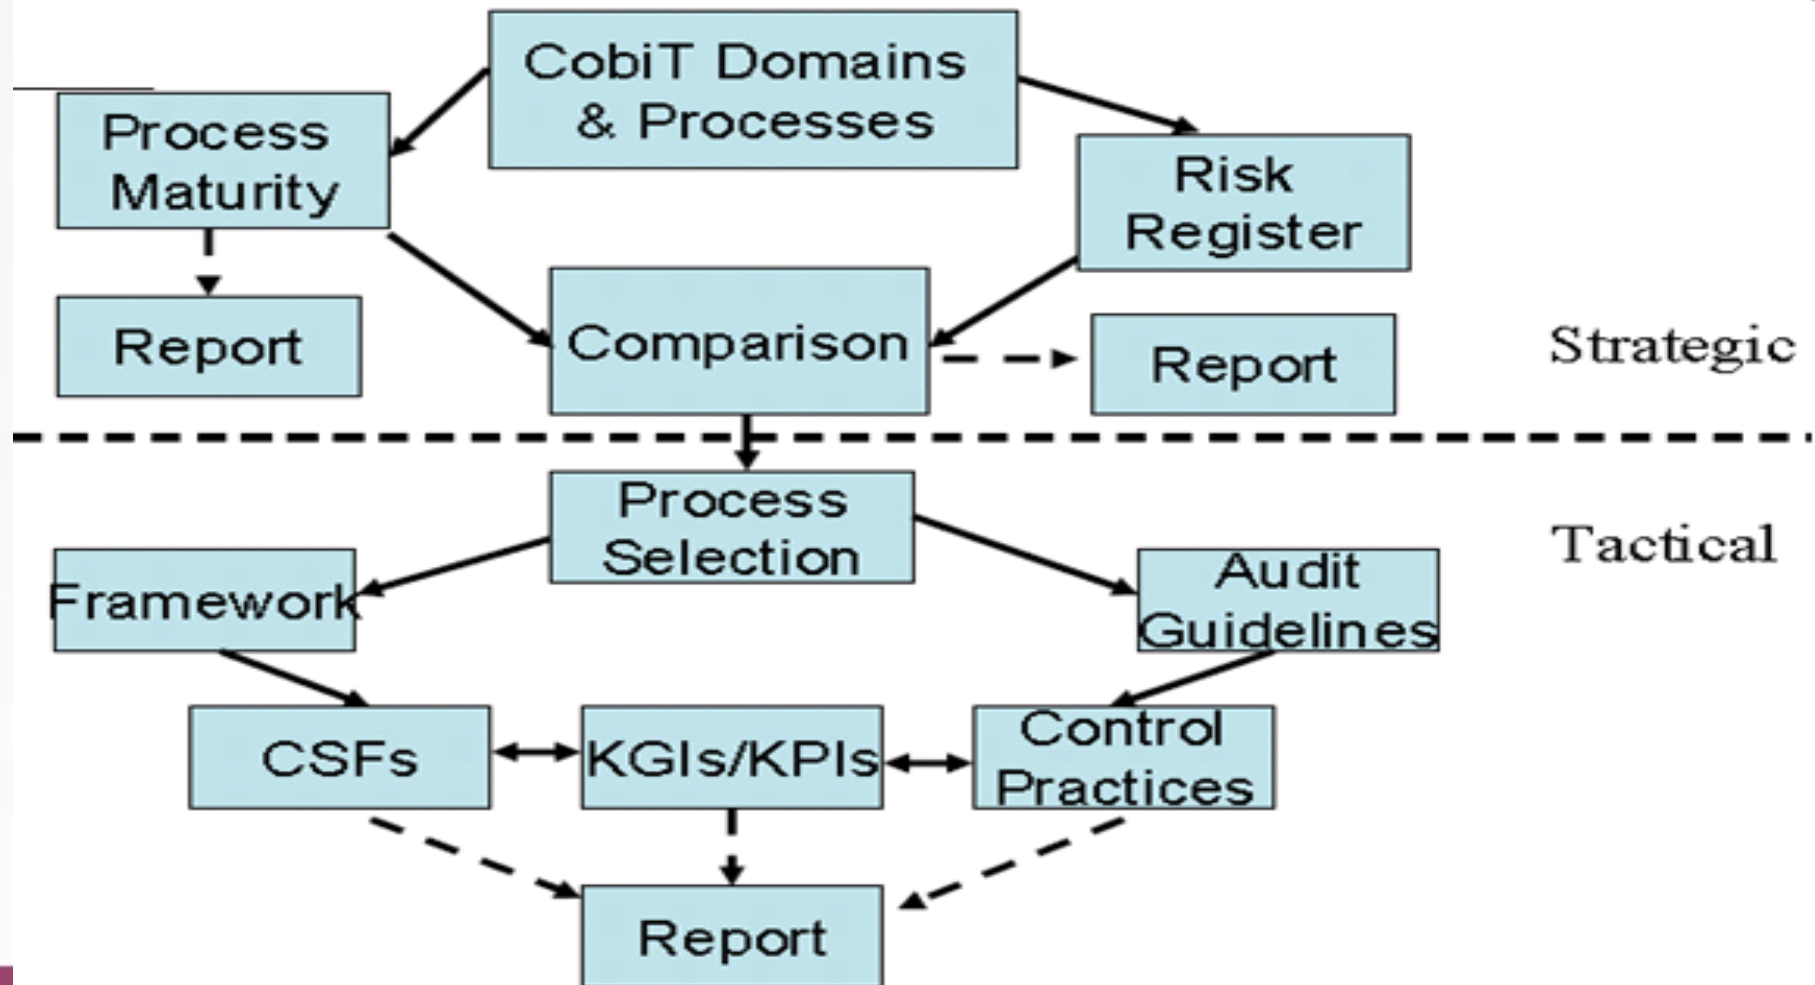 CobiT Domains
& Processes
Process
Maturity
Risk
Register
Report
Comparison
Report
Strategic
Process
Selection
Tactical
Framework
Audit
Guidelines
CSFs
KGIs/KPIs
Control
Practices
Report